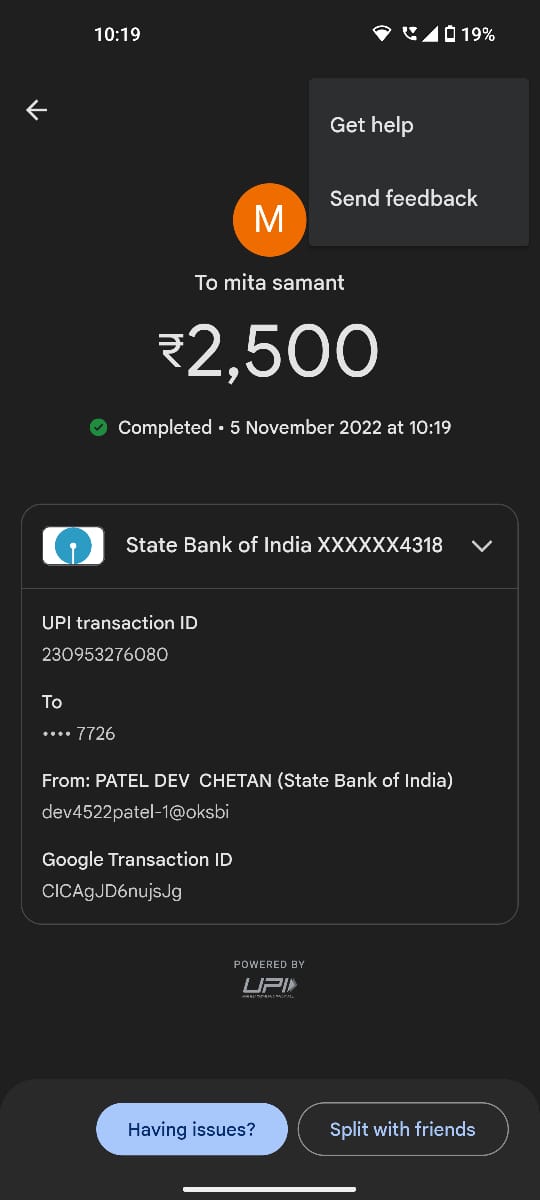 10:19
19%
Get help
Send feedback
M
To mita samant
₹2,500
Completed • 5 November 2022 at 10:19
State Bank of India XXXXXX4318
UPI transaction ID
230953276080
To
•••• 7726
From: PATEL DEV  CHETAN (State Bank of India)
dev4522patel-1@oksbi
Google Transaction ID
CICAgJD6nujsJg
POWERED BY
UPI
Having issues?
Split with friends